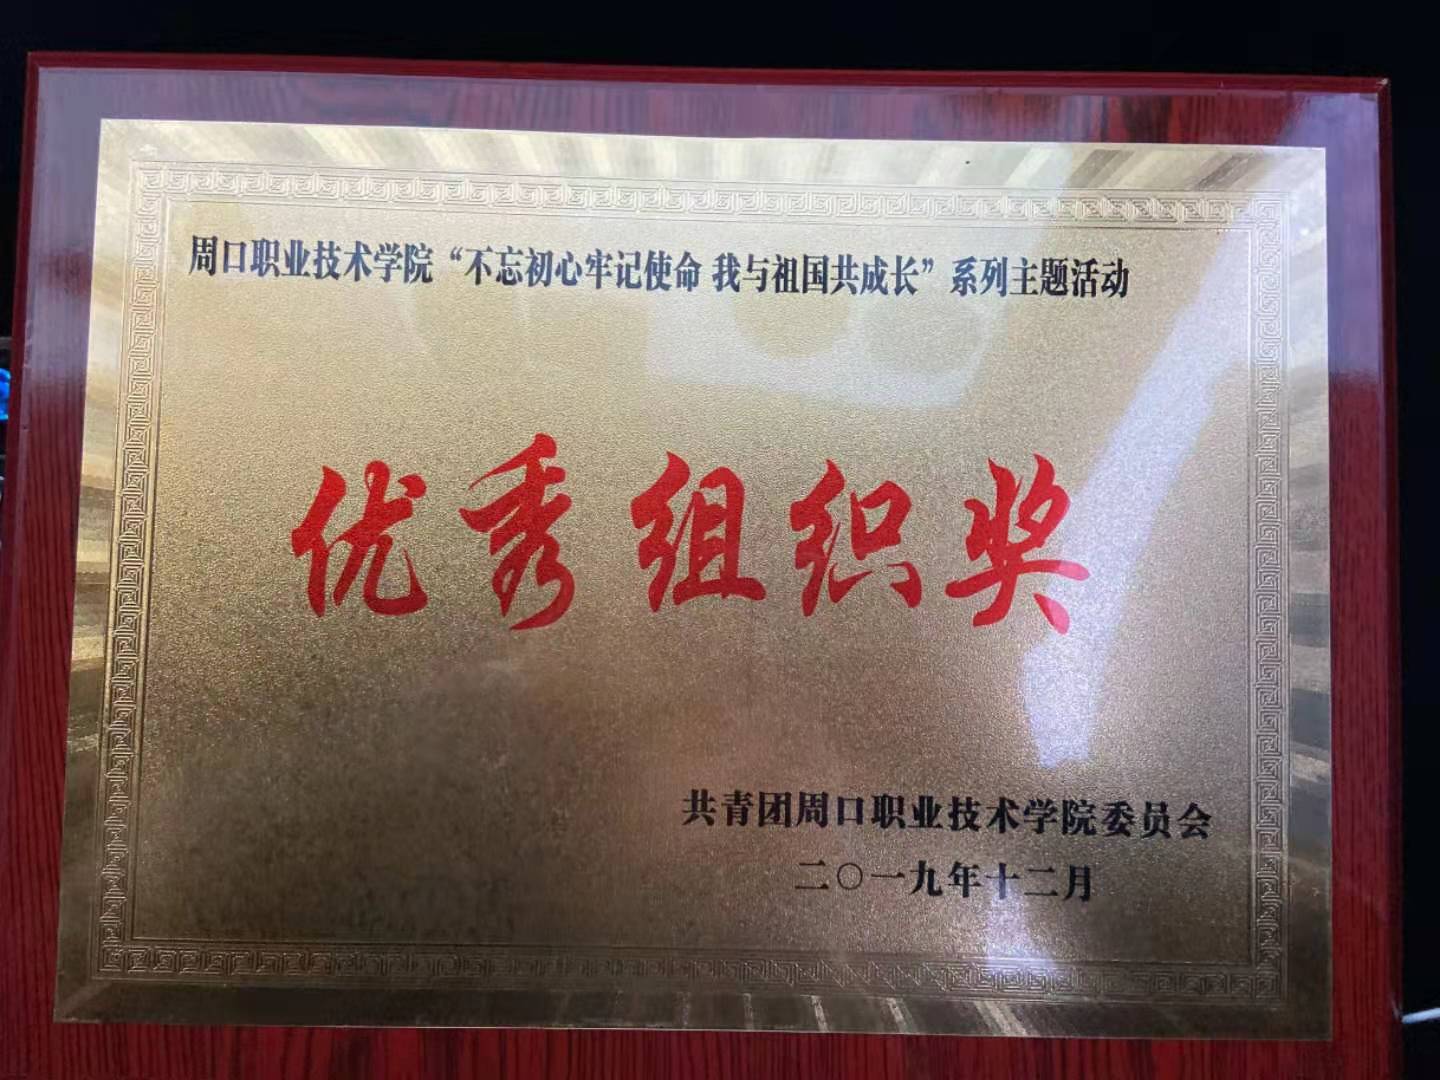 周口职业技术学院“不忘初心牢记使命 我与祖国共成长”系列主题活动
优秀组织奖
共青团周口职业技术学院委员会
二〇一九年十二月